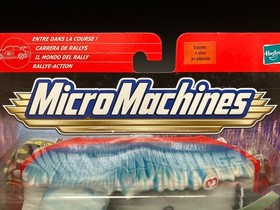 ENTRE DANS LA COURSE !
CARRERA DE RALLYS
IL MONDO DEL RALLY
RALLYE-ACTION
Hasbro
MicroMachines